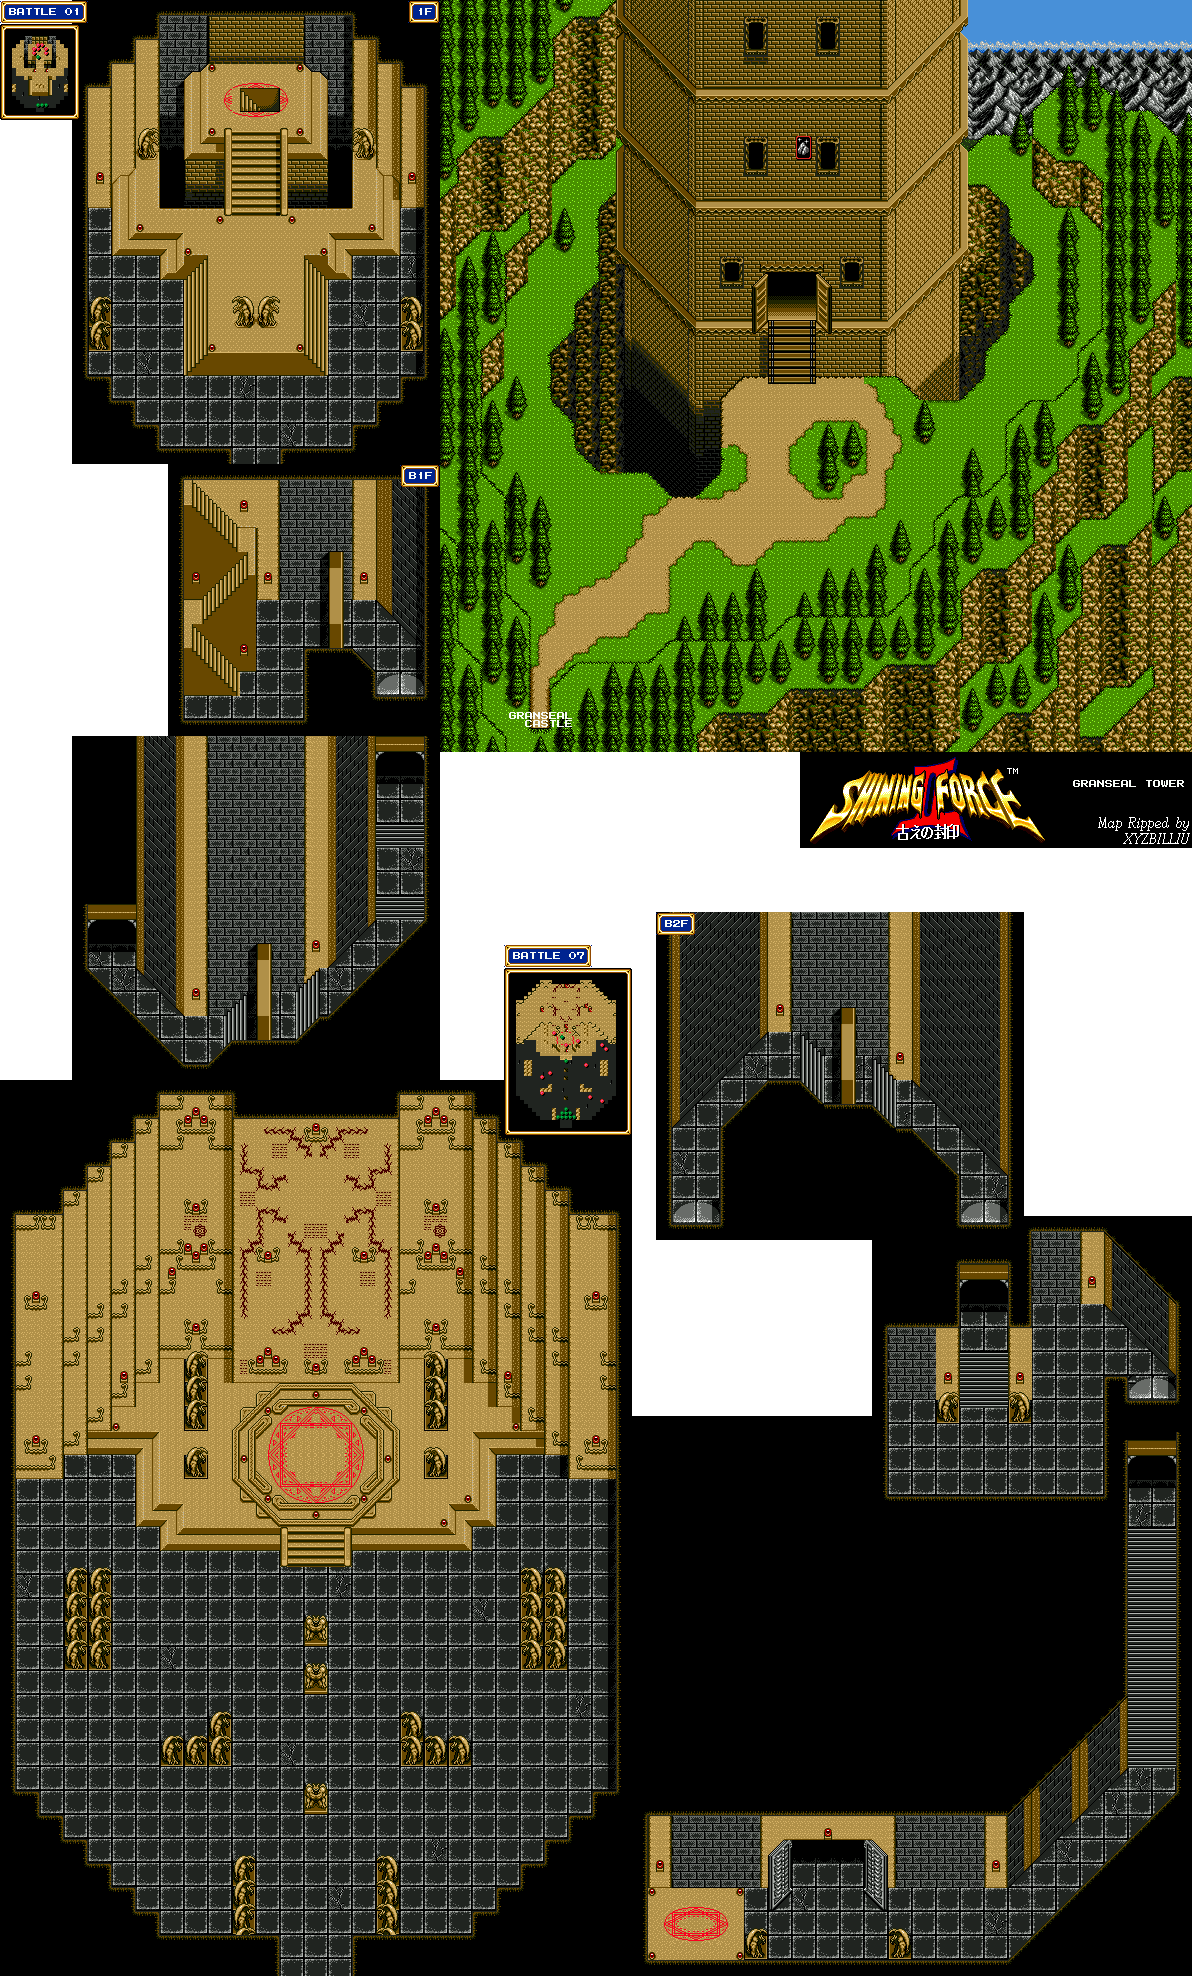 BATTLE 01
1F
B1F
GRANSEAL
CASTLE
SHINING FORCE II ™
古えの封印
GRANSEAL TOWER
Map Ripped by
XYZBILLIU
BATTLE 07
B2F